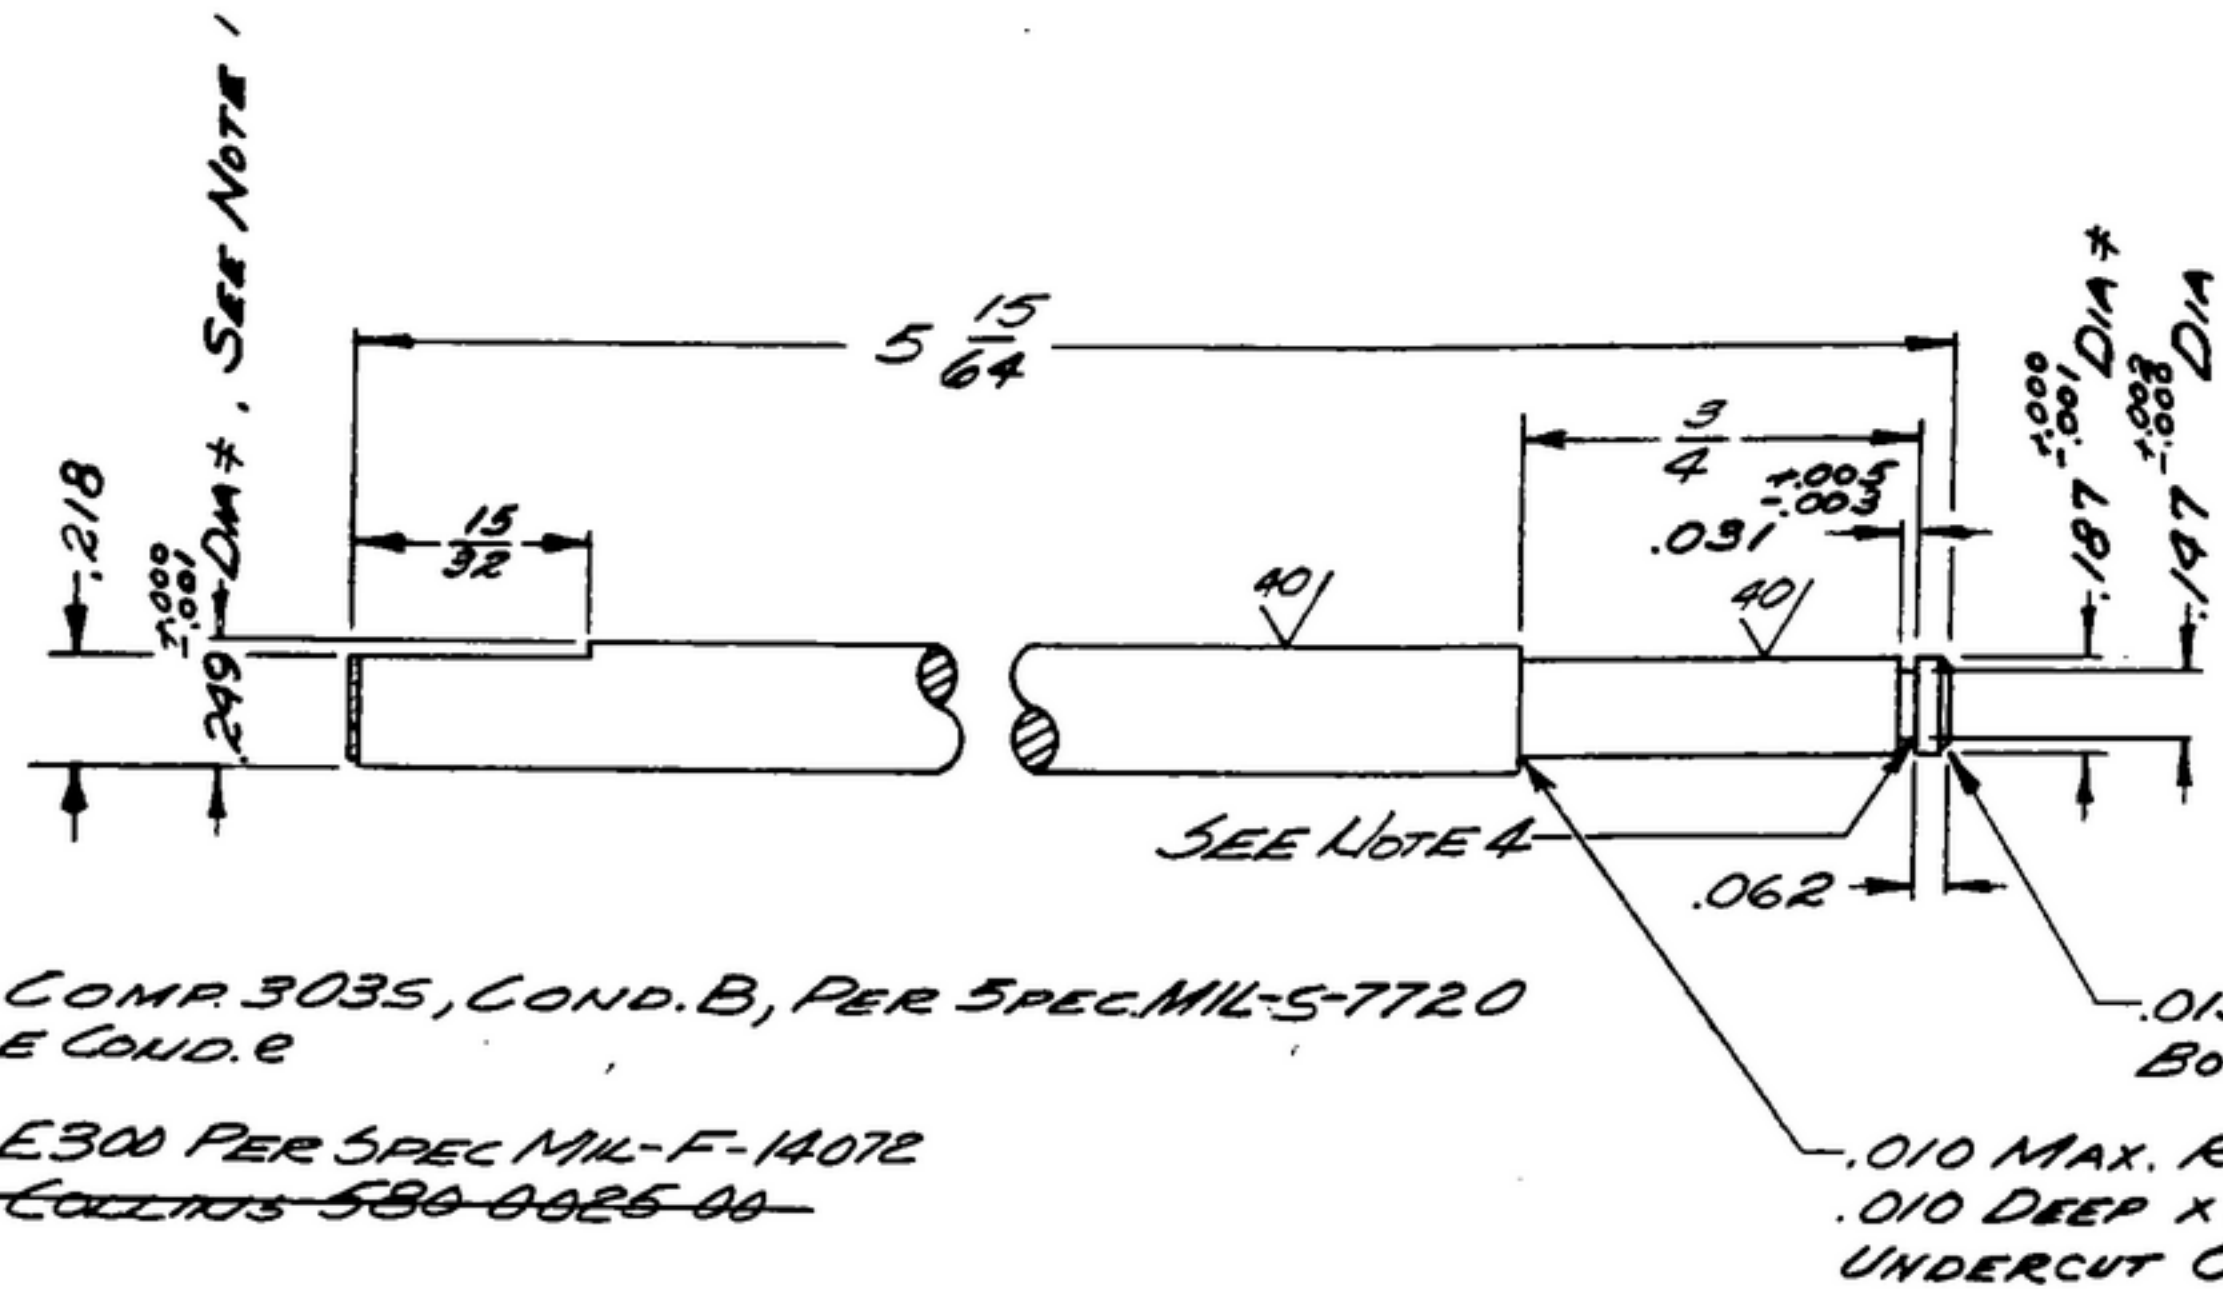 .218
+.000
-.001
.249 DIA *, SEE NOTE 1
5 15/64
15/32
3/4
+.005
-.003
.031
40
40
+.000
-.001
.187 DIA *
-.008
.147 DIA
SEE NOTE 4
.062
COMP. 303S, COND. B, PER SPEC. MIL-S-7720
E COND. e
E300 PER SPEC MIL-F-14072
COLLINS 580 0025 00
.010 MAX. R
.010 DEEP X
UNDERCUT